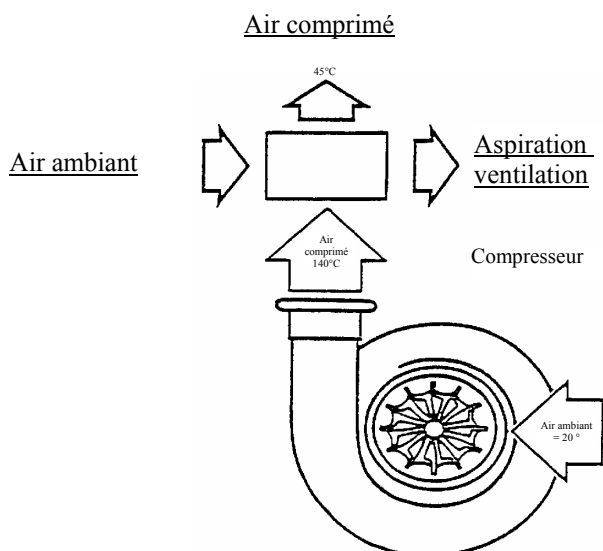 Air comprimé
45°C
Air ambiant
Aspiration
ventilation
Air
comprimé
140°C
Compresseur
Air ambiant
= 20 °